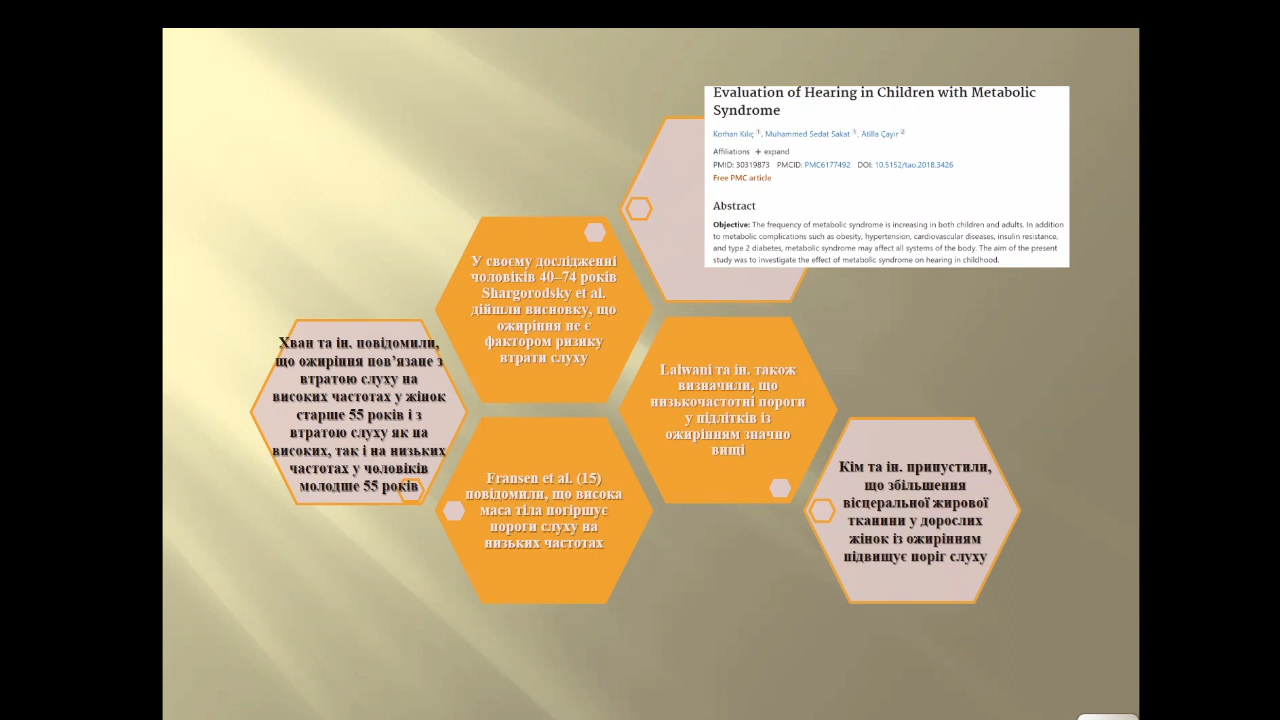 Evaluation of Hearing in Children with Metabolic
Syndrome
Korhan Kılıç 1, Muhammed Sedat Sakat 1, Atilla Çayır 2
Affiliations + expand
PMID: 30319873 PMCID: PMC6177492 DOI: 10.5152/tao.2018.3426
Free PMC article
Abstract
Objective: The frequency of metabolic syndrome is increasing in both children and adults. In addition
to metabolic complications such as obesity, hypertension, cardiovascular diseases, insulin resistance,
and type 2 diabetes, metabolic syndrome may affect all systems of the body. The aim of the present
study was to investigate the effect of metabolic syndrome on hearing in childhood.
У своєму дослідженні
чоловіків 40–74 років
Shargorodsky et al.
дійшли висновку, що
ожиріння не є
фактором ризику
втрати слуху
Хван та ін. повідомили,
що ожиріння пов’язане з
втратою слуху на
високих частотах у жінок
старше 55 років і з
втратою слуху як на
високих, так і на низьких
частотах у чоловіків
молодше 55 років
Lalwani та ін. також
визначили, що
низькочастотні пороги
у підлітків із
ожирінням значно
вищі
Fransen et al. (15)
повідомили, що висока
маса тіла погіршує
пороги слуху на
низьких частотах
Кім та ін. припустили,
що збільшення
вісцеральної жирової
тканини у дорослих
жінок із ожирінням
підвищує поріг слуху